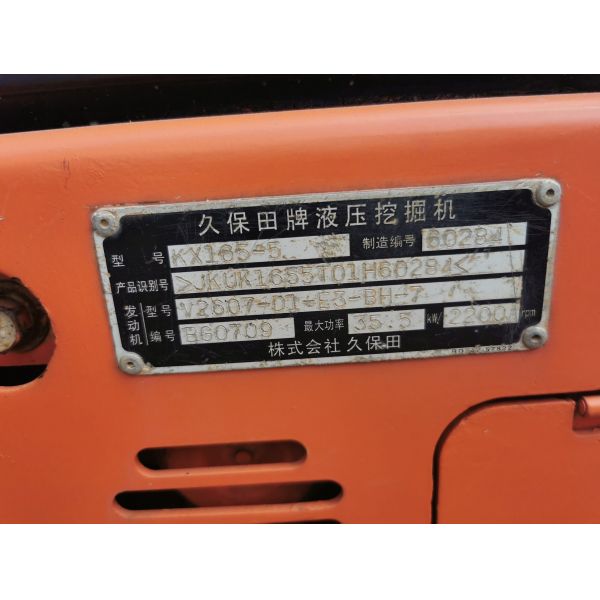 久保田牌液压挖掘机
型 号 KX165-5 制造编号 60284
产品识别号 >JKUK1655T01H60284<
发动机 型号 V2607-DI-E3-BH-7
编号 BG0709 最大功率 35.5 kW/ 2200 rpm
株式会社久保田